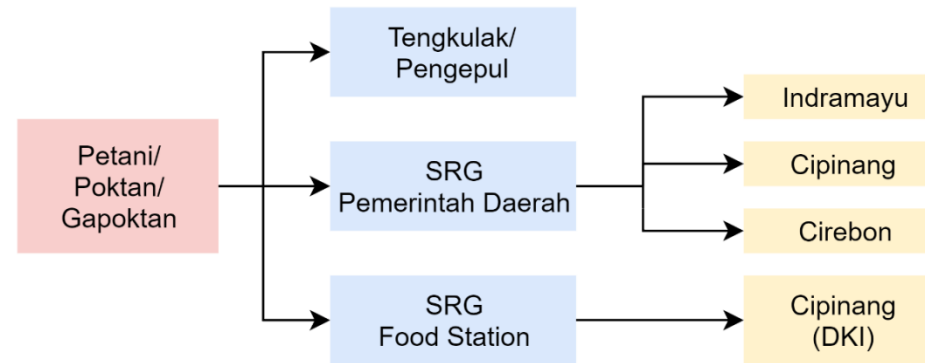 Petani/
Poktan/
Gapoktan
Tengkulak/
Pengepul
SRG
Pemerintah Daerah
SRG
Food Station
Indramayu
Cipinang
Cirebon
Cipinang
(DKI)